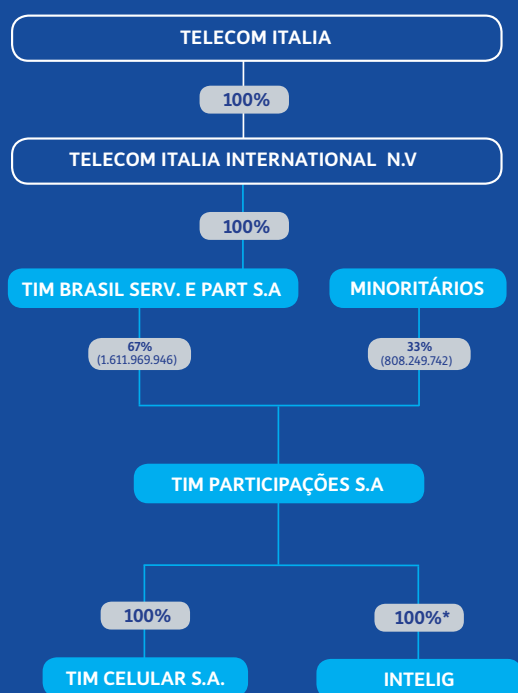 TELECOM ITALIA
100%
TELECOM ITALIA INTERNATIONAL N.V
100%
TIM BRASIL SERV. E PART S.A
MINORITÁRIOS
67%
(1.611.969.946)
33%
(808.249.742)
TIM PARTICIPAÇÕES S.A
100%
100%*
TIM CELULAR S.A.
INTELIG